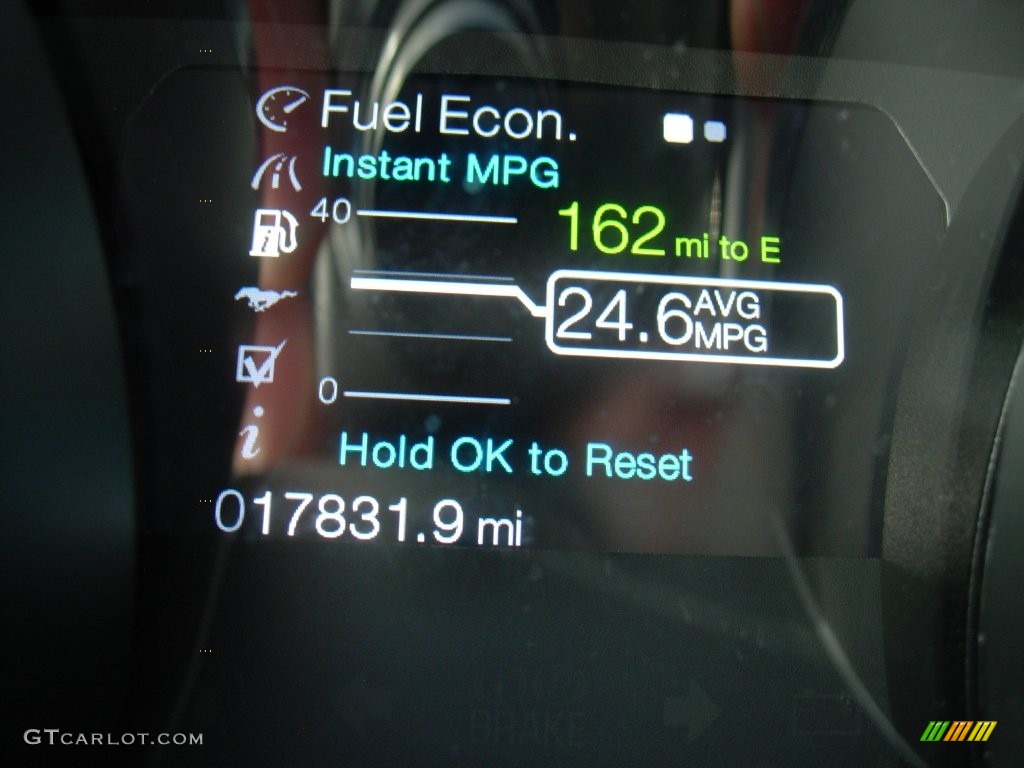 Fuel Econ.
Instant MPG
40
162 mi to E
24.6 AVG MPG
0
Hold OK to Reset
017831.9 mi
BRAKE
GTCARLOT.COM